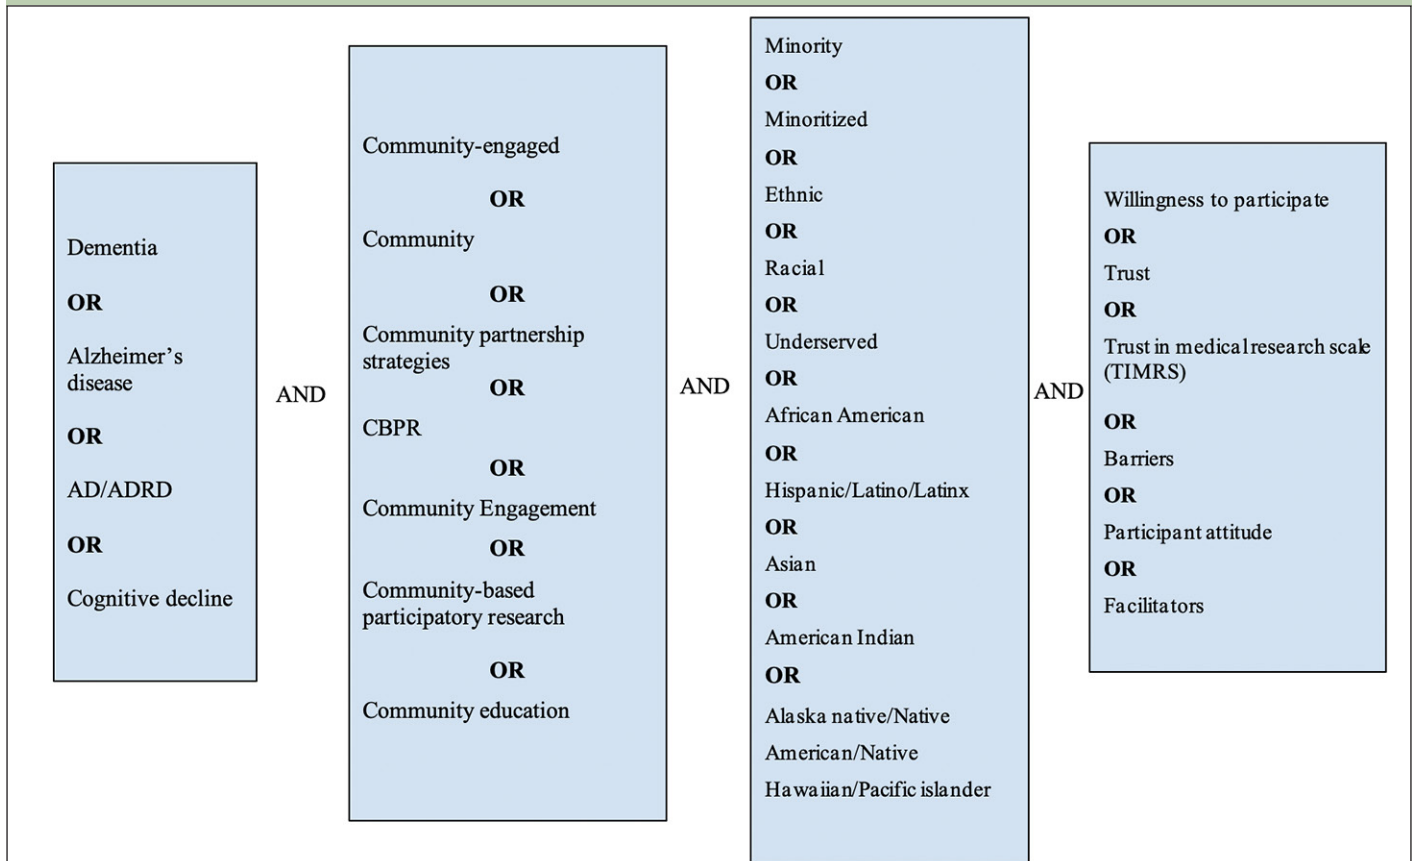 Dementia
OR
Alzheimer’s
disease
OR
AD/ADRD
OR
Cognitive decline
AND
Community-engaged
OR
Community
OR
Community partnership
strategies
OR
CBPR
OR
Community Engagement
OR
Community-based
participatory research
OR
Community education
AND
Minority
OR
Minoritized
OR
Ethnic
OR
Racial
OR
Underserved
OR
African American
OR
Hispanic/Latino/Latinx
OR
Asian
OR
American Indian
OR
Alaska native/Native
American/Native
Hawaiian/Pacific islander
AND
Willingness to participate
OR
Trust
OR
Trust in medical research scale
(TIMRS)
OR
Barriers
OR
Participant attitude
OR
Facilitators